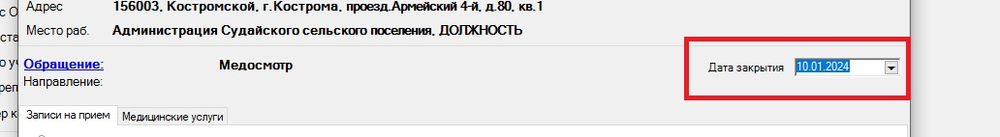 Адрес 156003, Костромской, г.Кострома, проезд.Армейский 4-й, д.80, кв.1
Место раб. Администрация Судайского сельского поселения, ДОЛЖНОСТЬ
Обращение: Медосмотр
Дата закрытия 10.01.2024
Направление:
Записи на прием Медицинские услуги